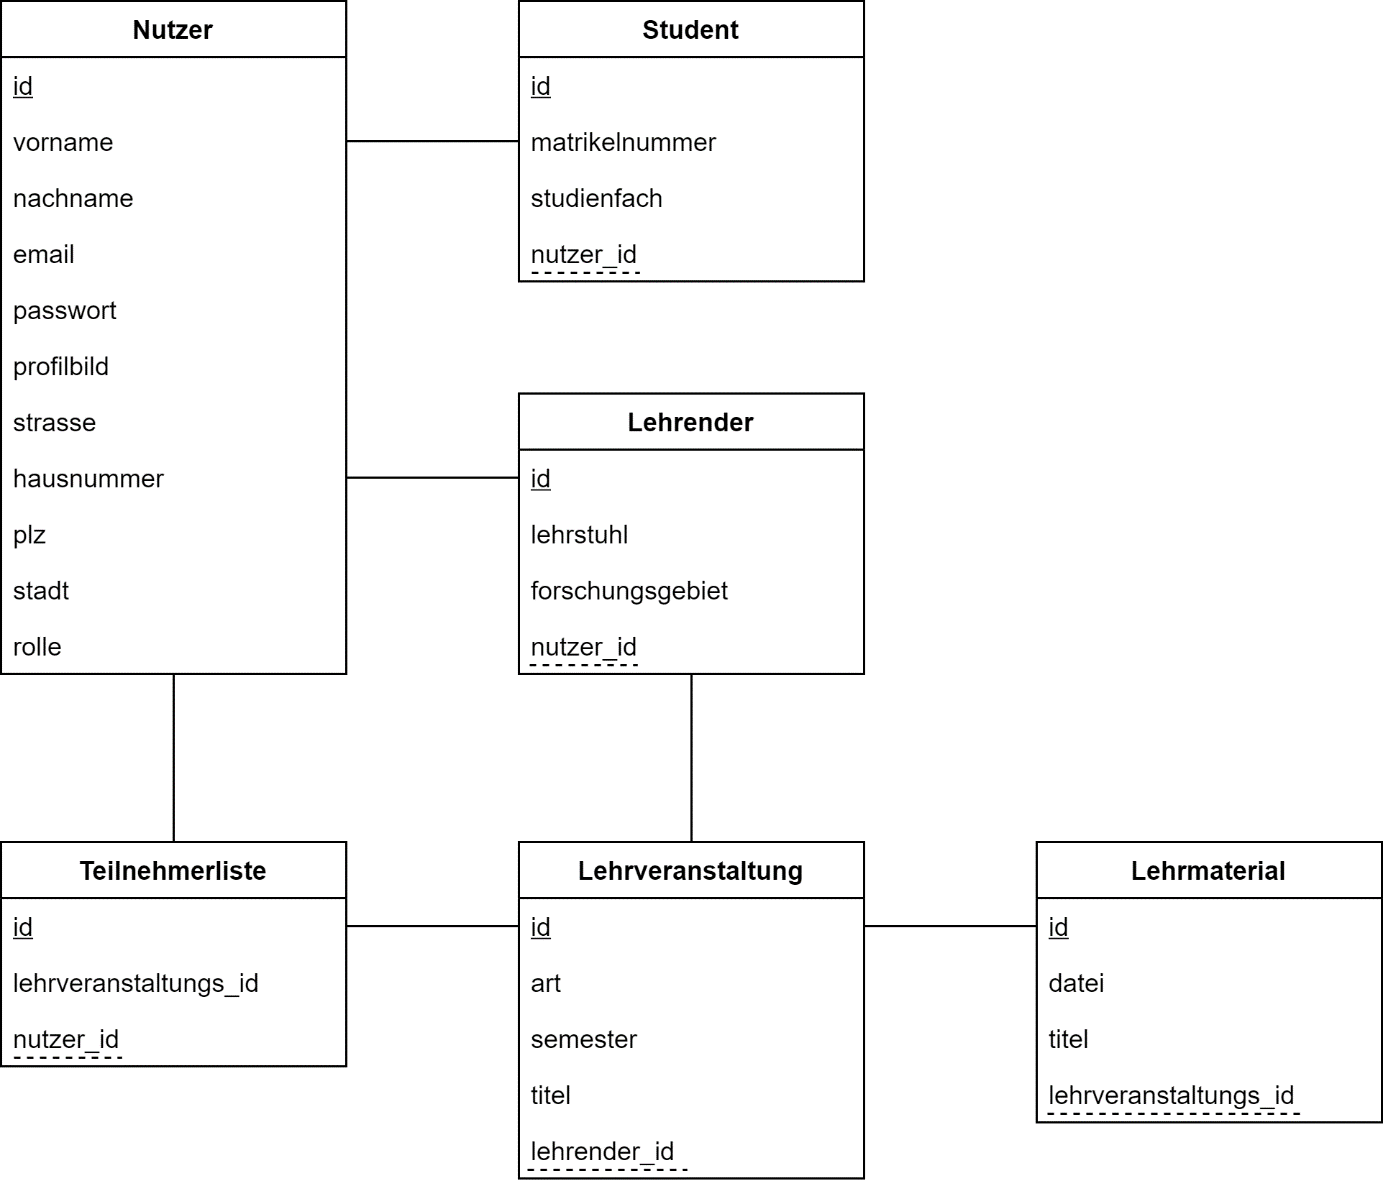 Nutzer
id
vorname
nachname
email
passwort
profilbild
strasse
hausnummer
plz
stadt
rolle
Student
id
matrikelnummer
studienfach
nutzer_id
Lehrender
id
lehrstuhl
forschungsgebiet
nutzer_id
Teilnehmerliste
id
lehrveranstaltungs_id
nutzer_id
Lehrveranstaltung
id
art
semester
titel
lehrender_id
Lehrmaterial
id
datei
titel
lehrveranstaltungs_id